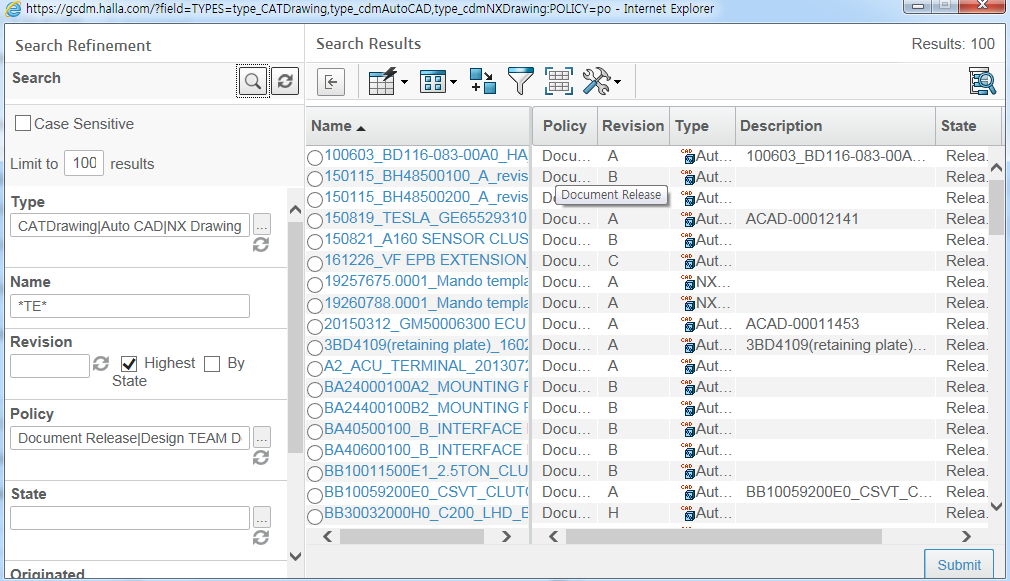 https://gcdm.halla.com/?field=TYPES=type_CATDrawing,type_cdmAutoCAD,type_cdmNXDrawing:POLICY=po - Internet Explorer
Search Refinement
Search
Case Sensitive
Limit to 100 results
Type
CATDrawing|Auto CAD|NX Drawing
...
Name
*TE*
Revision
Highest By
State
Policy
Document Release|Design TEAM D
...
State
...
Originated
Search Results
Results: 100
Name Policy Revision Type Description State
100603_BD116-083-00A0_HA Docu... A Aut... 100603_BD116-083-00A... Relea.
150115_BH48500100_A_revis Docu... B Aut... Relea.
150115_BH48500200_A_revis Aut... Relea.
Document Release
150819_TESLA_GE65529310 Docu... A Aut... ACAD-00012141 Relea.
150821_A160 SENSOR CLUS Docu... B Aut... Relea.
161226_VF EPB EXTENSION_ Docu... C Aut... Relea.
19257675.0001_Mando templa Docu... A NX... Relea.
19260788.0001_Mando templa Docu... A NX... Relea.
20150312_GM50006300 ECU Docu... A Aut... ACAD-00011453 Relea.
3BD4109(retaining plate)_1602 Docu... A Aut... 3BD4109(retaining plate)... Relea.
A2_ACU_TERMINAL_2013072 Docu... A Aut... Relea.
BA24000100A2_MOUNTING F Docu... B Aut... Relea.
BA24400100B2_MOUNTING F Docu... B Aut... Relea.
BA40500100_B_INTERFACE Docu... B Aut... Relea.
BA40600100_B_INTERFACE Docu... B Aut... Relea.
BB10011500E1_2.5TON_CLU Docu... B Aut... Relea.
BB10059200E0_CSVT_CLUTC Docu... A Aut... BB10059200E0_CSVT_C... Relea.
BB30032000H0_C200_LHD_E Docu... H Aut... Relea.
Submit